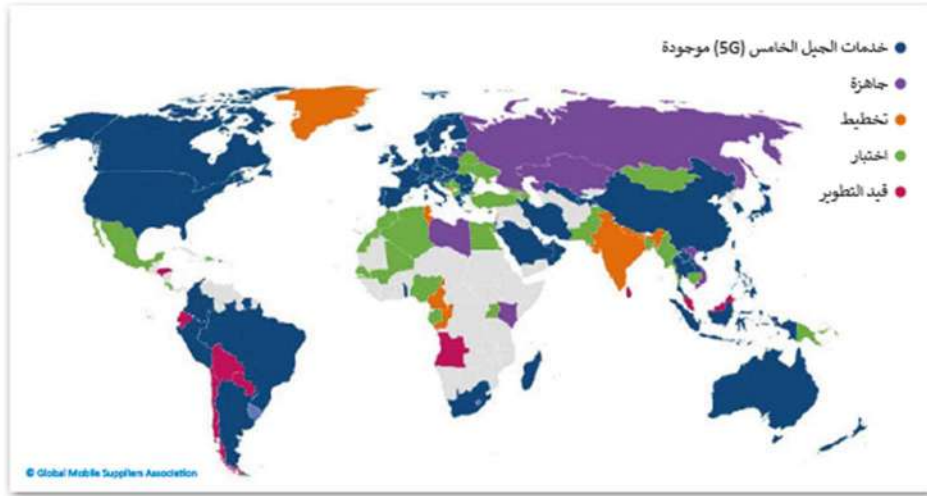 خدمات الجيل الخامس (5G) موجودة
جاهزة
تخطيط
اختبار
قيد التطوير
© Global Mobile Suppliers Association